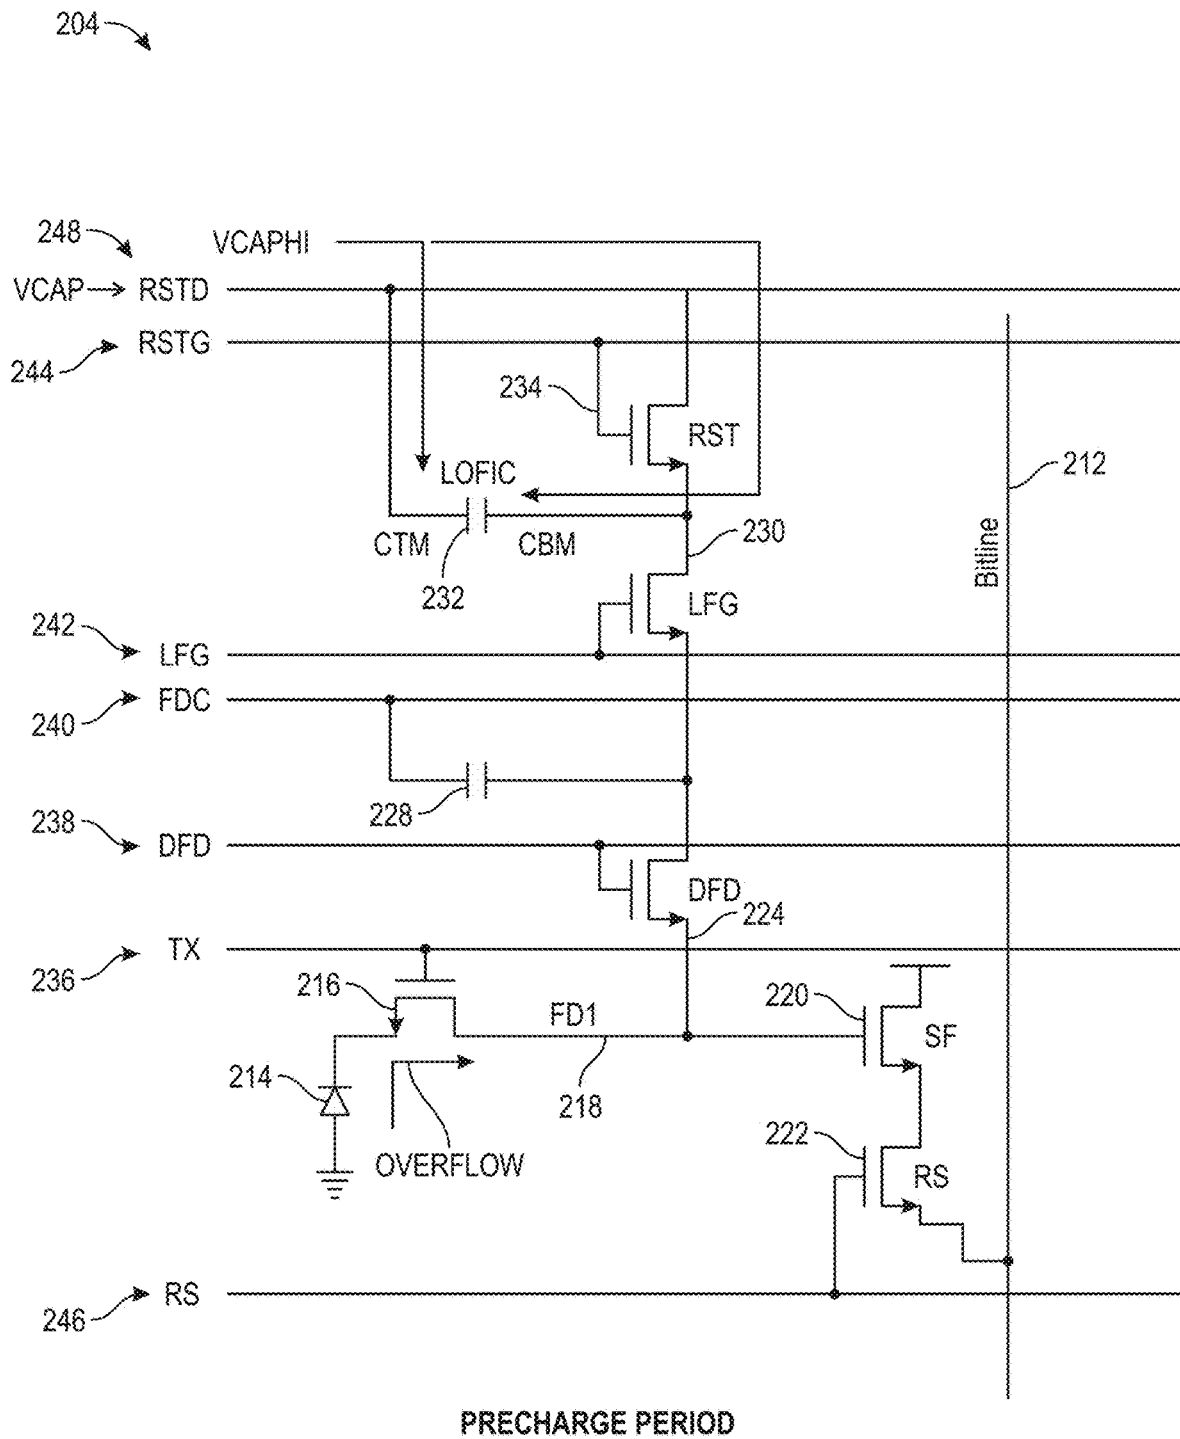 204
248
VCAPHI
VCAP
RSTD
RSTG
244
234
RST
LOFIC
212
CTM
CBM
230
232
Bitline
LFG
242
LFG
FDC
240
228
238
DFD
DFD
224
TX
236
216
220
FD1
SF
214
218
222
OVERFLOW
RS
RS
246
PRECHARGE PERIOD